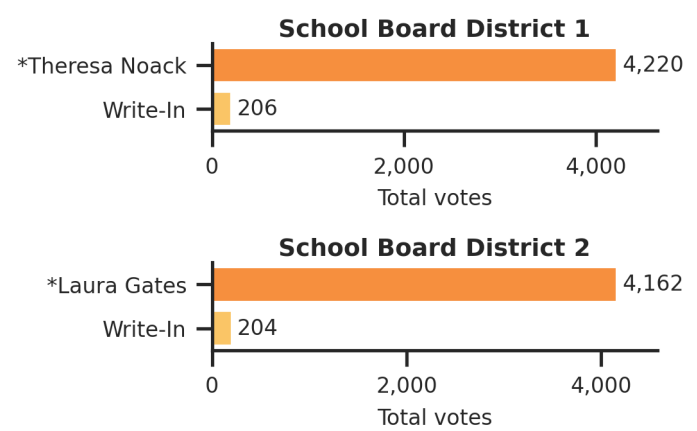 School Board District 1
*Theresa Noack 4,220
Write-In 206
0 2,000 4,000
Total votes
School Board District 2
*Laura Gates 4,162
Write-In 204
0 2,000 4,000
Total votes